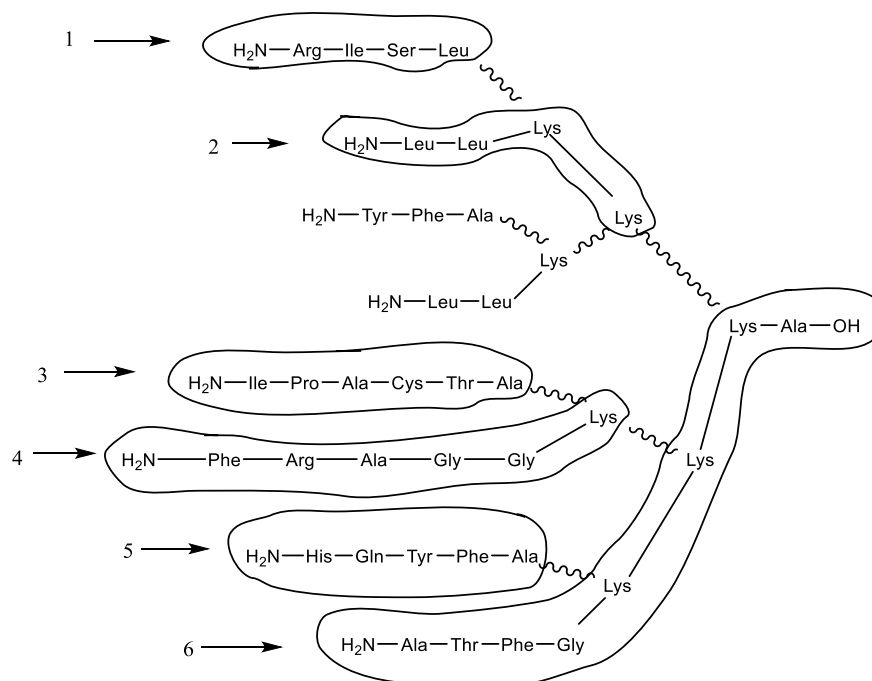 1
H2N Arg Ile Ser Leu
2
H2N Leu Leu Lys
Lys
H2N Tyr Phe Ala
Lys
H2N Leu Leu
Lys Ala OH
3
H2N Ile Pro Ala Cys Thr Ala
Lys
4
H2N Phe Arg Ala Gly Gly
Lys
5
H2N His Gln Tyr Phe Ala
Lys
6
H2N Ala Thr Phe Gly